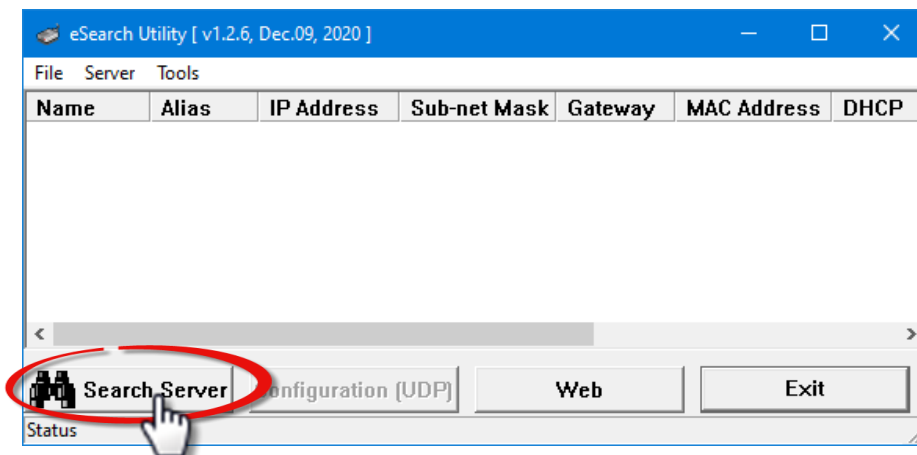 eSearch Utility [ v1.2.6, Dec.09, 2020 ]
File Server Tools
Name Alias IP Address Sub-net Mask Gateway MAC Address DHCP
Search Server Configuration (UDP) Web Exit
Status